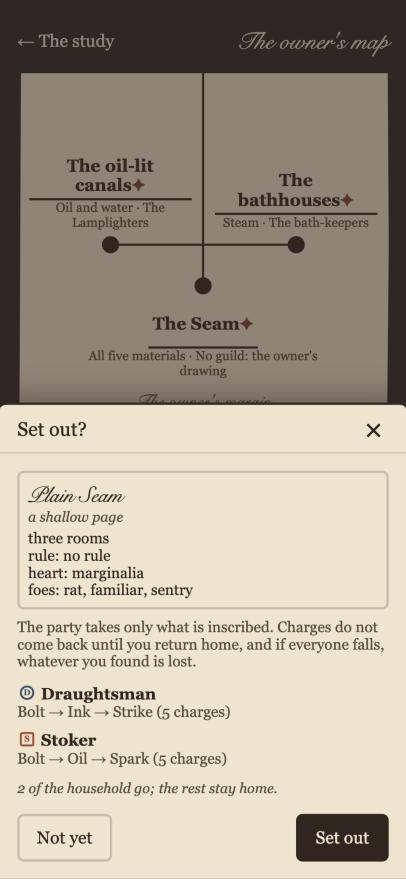 ← The study
The owner's map
The oil-lit
canals✦
Oil and water · The
Lamplighters
The
bathhouses✦
Steam · The bath-keepers
The Seam✦
All five materials · No guild: the owner's
drawing
The owner's margin
Set out?
✕
Plain Seam
a shallow page
three rooms
rule: no rule
heart: marginalia
foes: rat, familiar, sentry
The party takes only what is inscribed. Charges do not
come back until you return home, and if everyone falls,
whatever you found is lost.
D Draughtsman
Bolt → Ink → Strike (5 charges)
S Stoker
Bolt → Oil → Spark (5 charges)
2 of the household go; the rest stay home.
Not yet
Set out